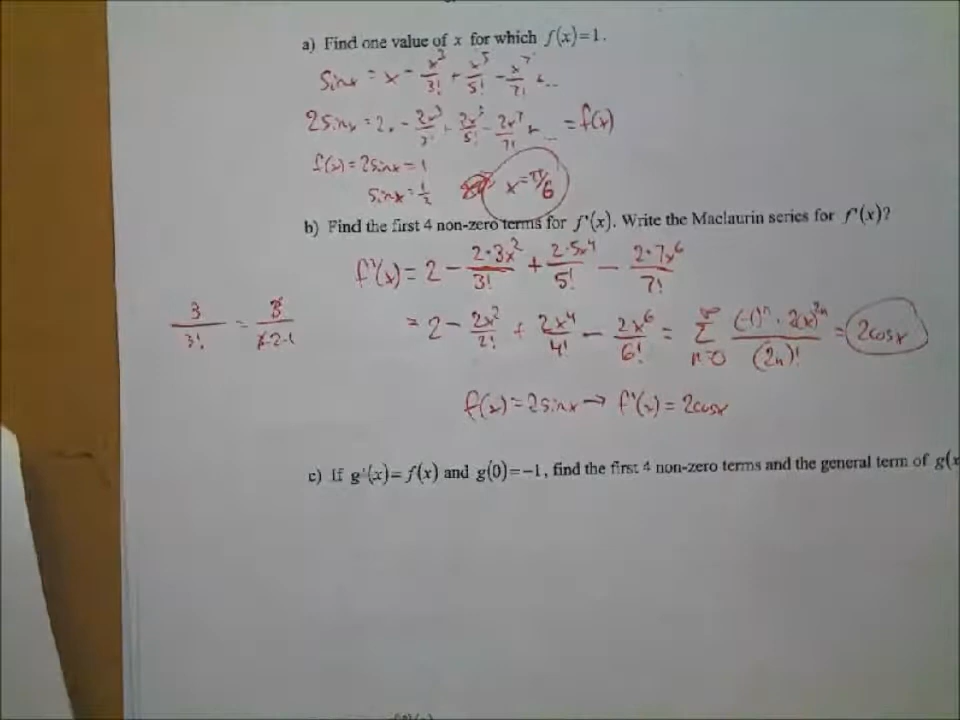 a) Find one value of x for which f(x)=1.
sinx = x - x³/3! + x⁵/5! - x⁷/7! + ...
2sinx = 2x - 2x³/3! + 2x⁵/5! - 2x⁷/7! + ... = f(x)
f(x) = 2sinx = 1
sinx = 1/2 x = π/6
b) Find the first 4 non-zero terms for f'(x). Write the Maclaurin series for f'(x)?
f'(x) = 2 - 2·3x²/3! + 2·5x⁴/5! - 2·7x⁶/7!
3/3! = 3/3·2·1 = 2 - 2x²/2! + 2x⁴/4! - 2x⁶/6! = ∞ Σ n=0 (-1)ⁿ · 2(x)²ⁿ/(2n)! = 2cosx
f(x) = 2sinx → f'(x) = 2cosx
c) If g'(x)=f(x) and g(0)=-1, find the first 4 non-zero terms and the general term of g(x